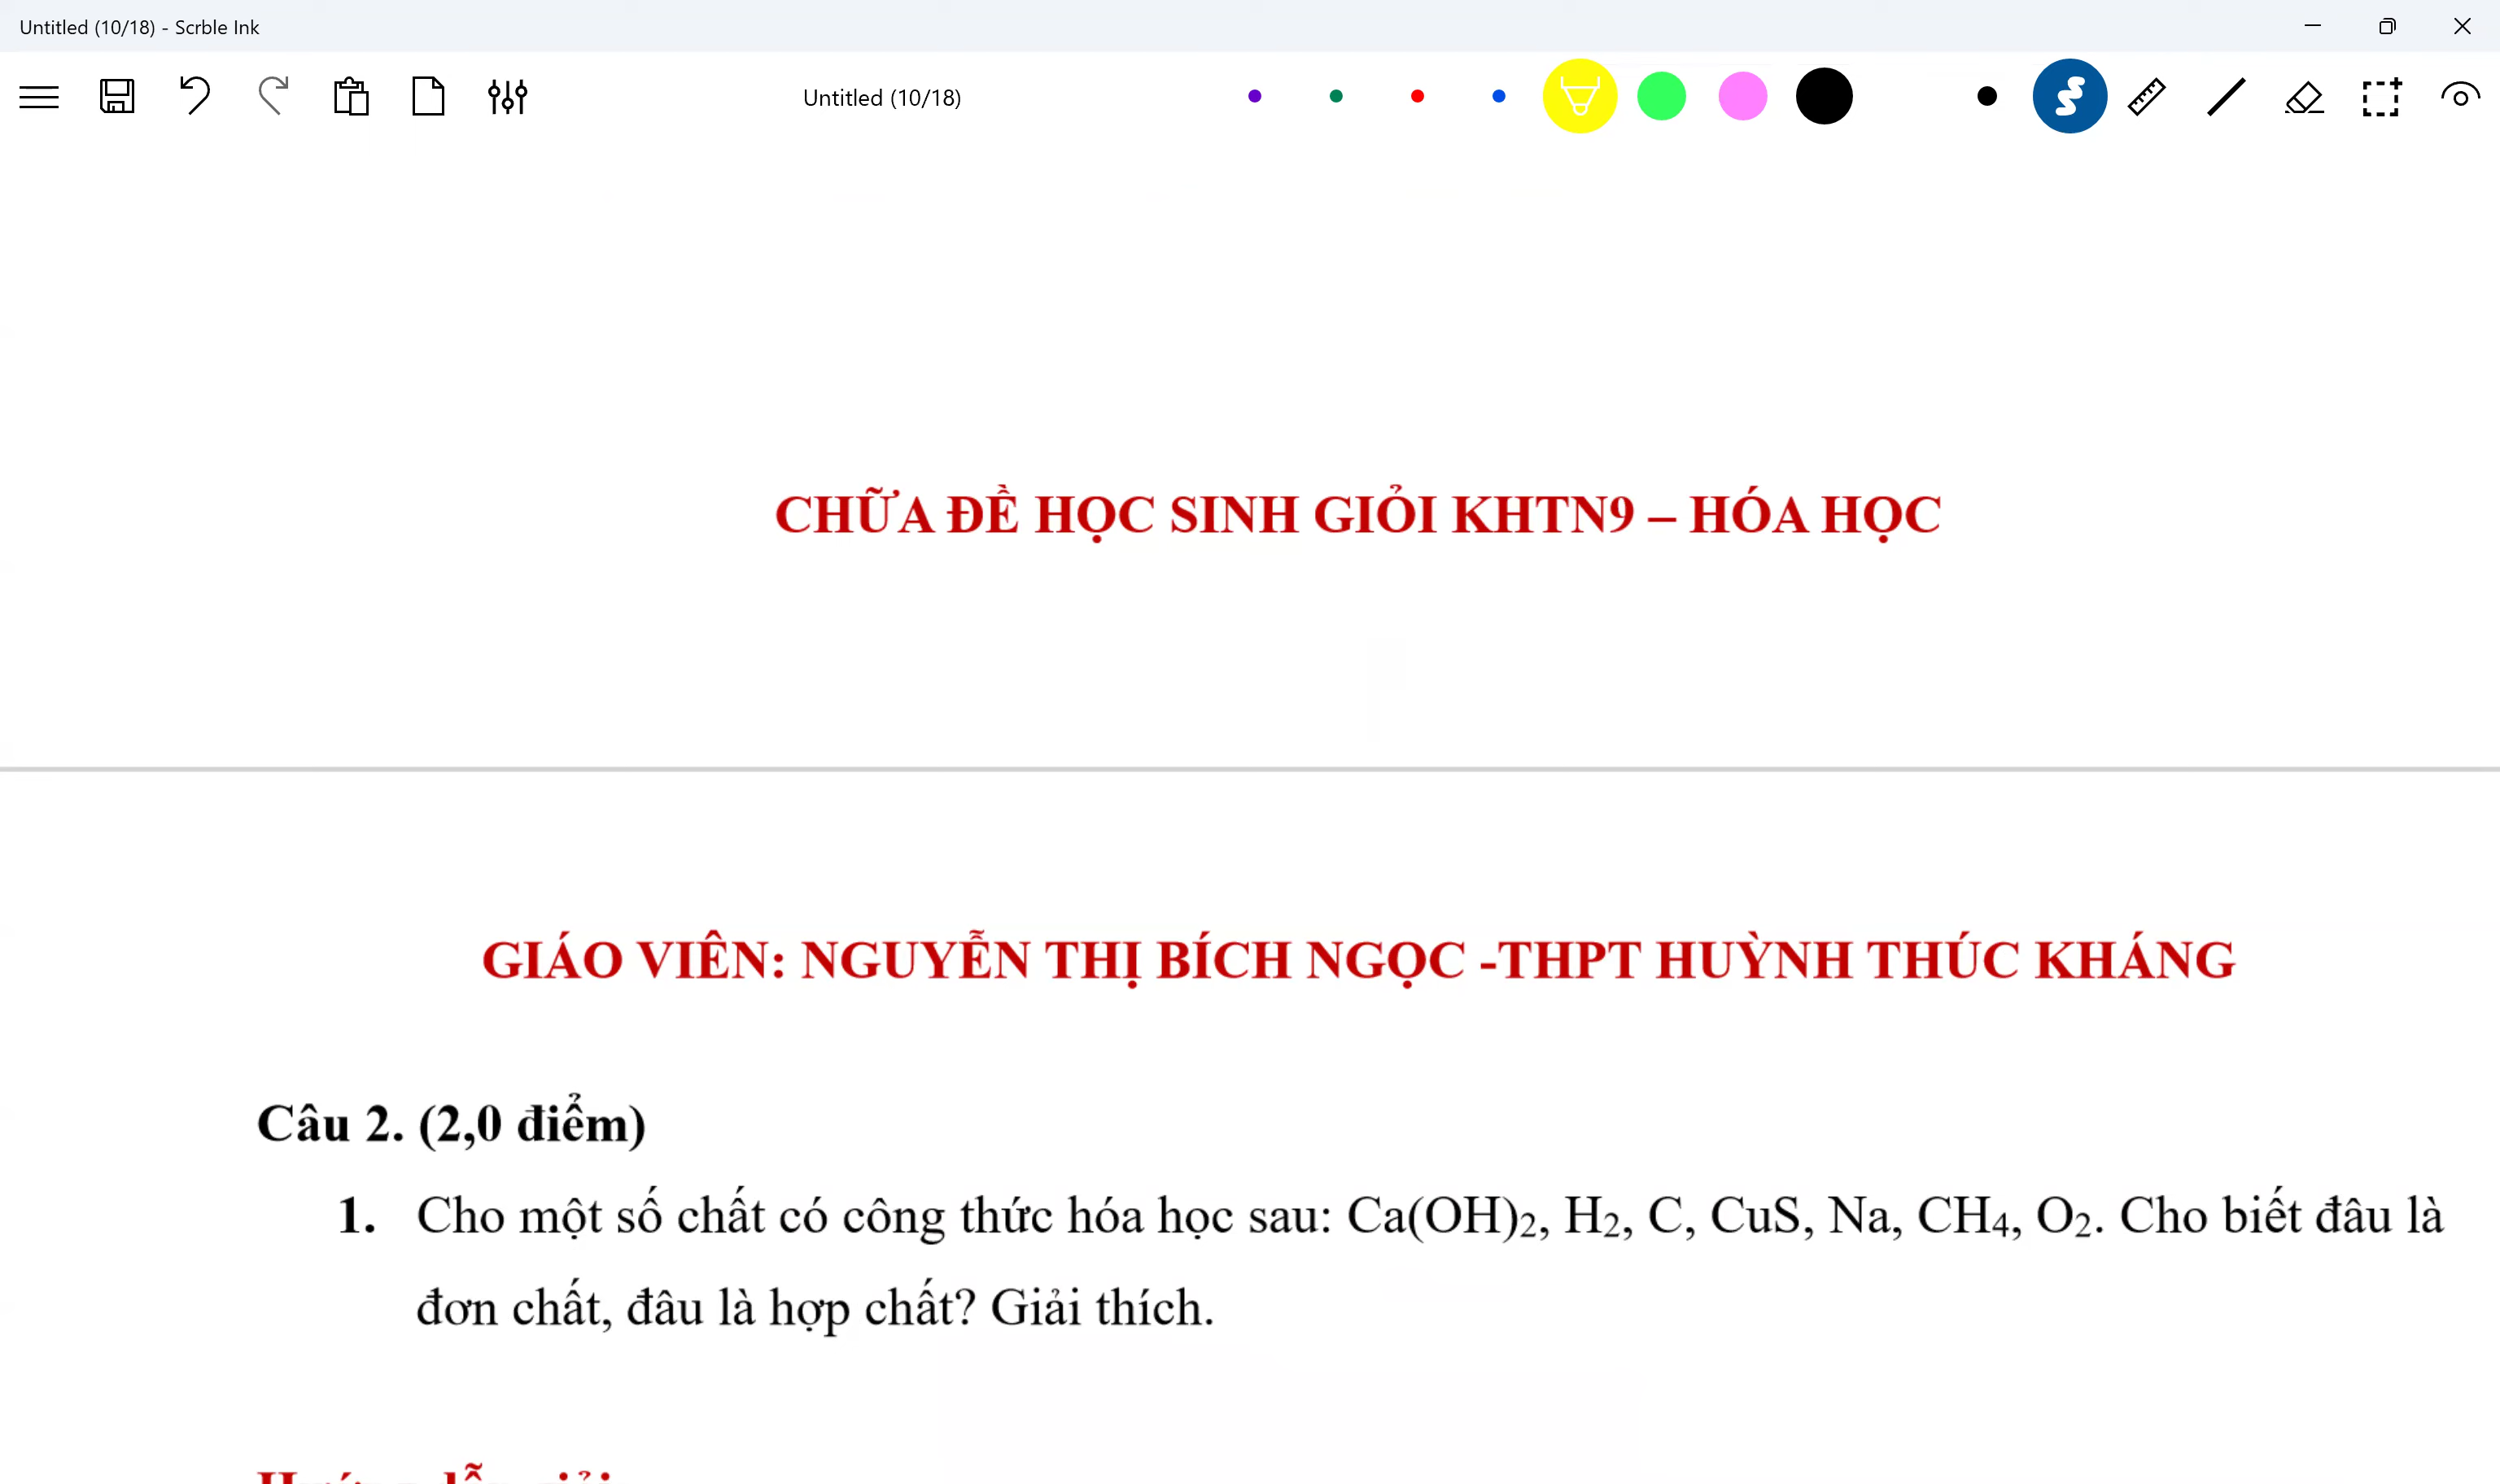 Untitled (10/18) - Scrble Ink
Untitled (10/18)
CHỮA ĐỀ HỌC SINH GIỎI KHTN9 – HÓA HỌC
GIÁO VIÊN: NGUYỄN THỊ BÍCH NGỌC -THPT HUỲNH THÚC KHÁNG
Câu 2. (2,0 điểm)
1. Cho một số chất có công thức hóa học sau: Ca(OH)2, H2, C, CuS, Na, CH4, O2. Cho biết đâu là
đơn chất, đâu là hợp chất? Giải thích.